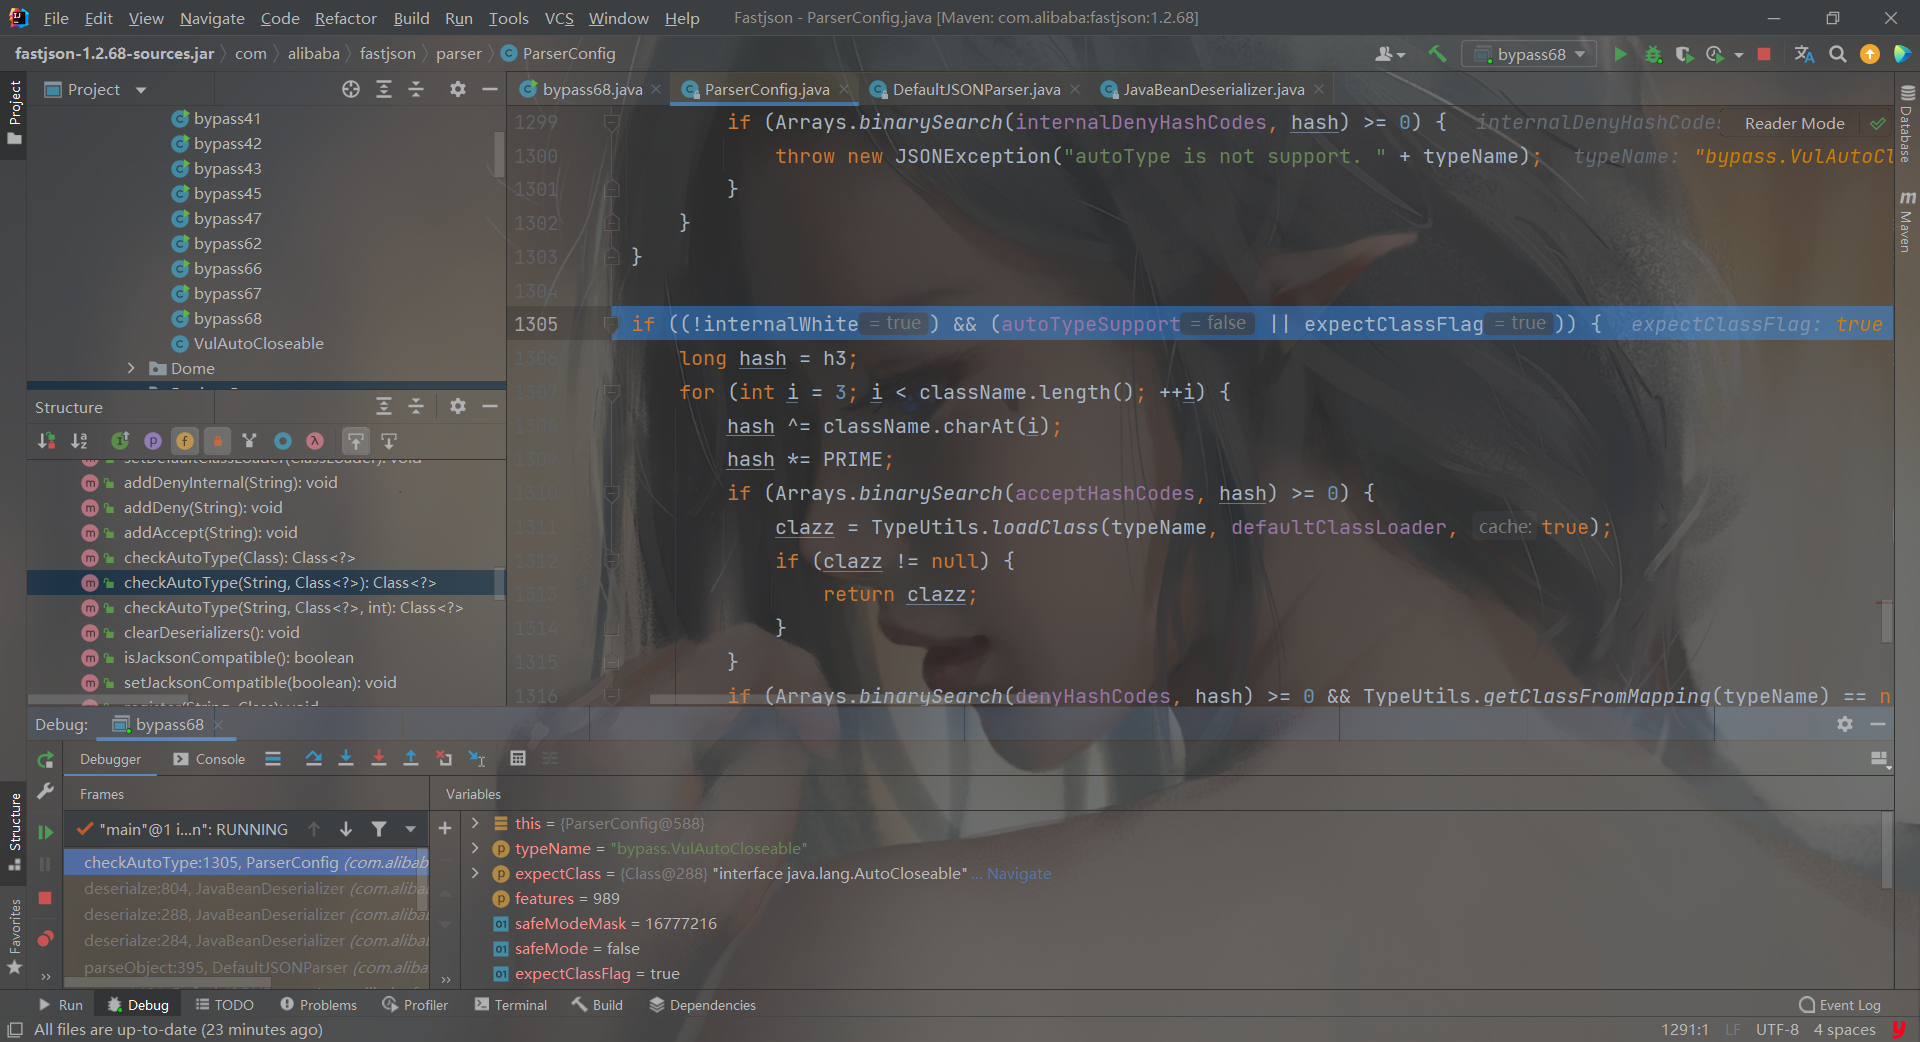 File Edit View Navigate Code Refactor Build Run Tools VCS Window Help Fastjson - ParserConfig.java [Maven: com.alibaba:fastjson:1.2.68]
fastjson-1.2.68-sources.jar com alibaba fastjson parser ParserConfig bypass68
Project
bypass68.java ParserConfig.java DefaultJSONParser.java JavaBeanDeserializer.java
Project
Database
Maven
bypass41
bypass42
bypass43
bypass45
bypass47
bypass62
bypass66
bypass67
bypass68
VulAutoCloseable
Dome
Structure
setDefaultClassLoader(ClassLoader): void
addDenyInternal(String): void
addDeny(String): void
addAccept(String): void
checkAutoType(Class): Class<?>
checkAutoType(String, Class<?>): Class<?>
checkAutoType(String, Class<?>, int): Class<?>
clearDeserializers(): void
isJacksonCompatible(): boolean
setJacksonCompatible(boolean): void
Reader Mode
1299 if (Arrays.binarySearch(internalDenyHashCodes, hash) >= 0) { internalDenyHashCodes
1300 throw new JSONException("autoType is not support. " + typeName); typeName: "bypass.VulAutoCl
1301 }
1302 }
1303 }
1304
1305 if ((!internalWhite = true ) && (autoTypeSupport = false || expectClassFlag = true )) { expectClassFlag: true
1306 long hash = h3;
1307 for (int i = 3; i < className.length(); ++i) {
1308 hash ^= className.charAt(i);
1309 hash *= PRIME;
1310 if (Arrays.binarySearch(acceptHashCodes, hash) >= 0) {
1311 clazz = TypeUtils.loadClass(typeName, defaultClassLoader, cache: true);
1312 if (clazz != null) {
1313 return clazz;
1314 }
1315 }
1316 if (Arrays.binarySearch(denyHashCodes, hash) >= 0 && TypeUtils.getClassFromMapping(typeName) == n
Debug: bypass68
Debugger Console
Frames
"main"@1 i...n": RUNNING
checkAutoType:1305, ParserConfig (com.alibab
deserialze:804, JavaBeanDeserializer (com.aliba
deserialze:288, JavaBeanDeserializer (com.aliba
deserialze:284, JavaBeanDeserializer (com.aliba
parseObject:395, DefaultJSONParser (com.aliba
Variables
this = {ParserConfig@588}
typeName = "bypass.VulAutoCloseable"
expectClass = {Class@288} "interface java.lang.AutoCloseable" ... Navigate
features = 989
safeModeMask = 16777216
safeMode = false
expectClassFlag = true
Structure
Favorites
Run Debug TODO Problems Profiler Terminal Build Dependencies Event Log
All files are up-to-date (23 minutes ago) 1291:1 LF UTF-8 4 spaces